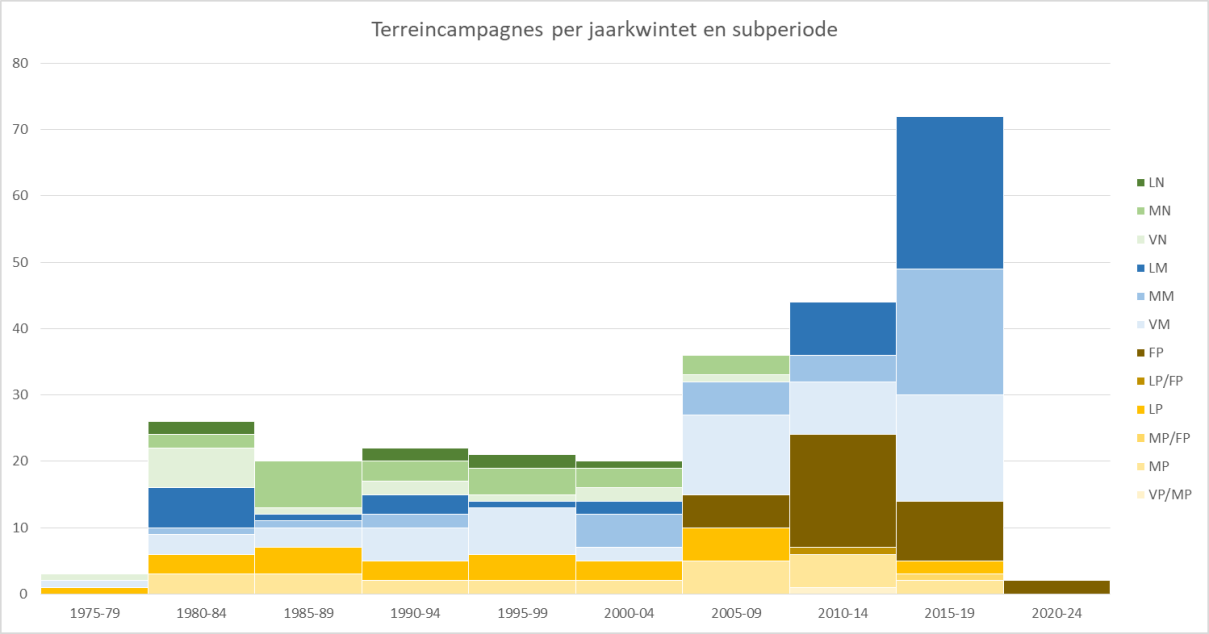 Terreincampagnes per jaarkwintet en subperiode
80
70
60
50
40
30
20
10
0
1975-79 1980-84 1985-89 1990-94 1995-99 2000-04 2005-09 2010-14 2015-19 2020-24
LN
MN
VN
LM
MM
VM
FP
LP/FP
LP
MP/FP
MP
VP/MP